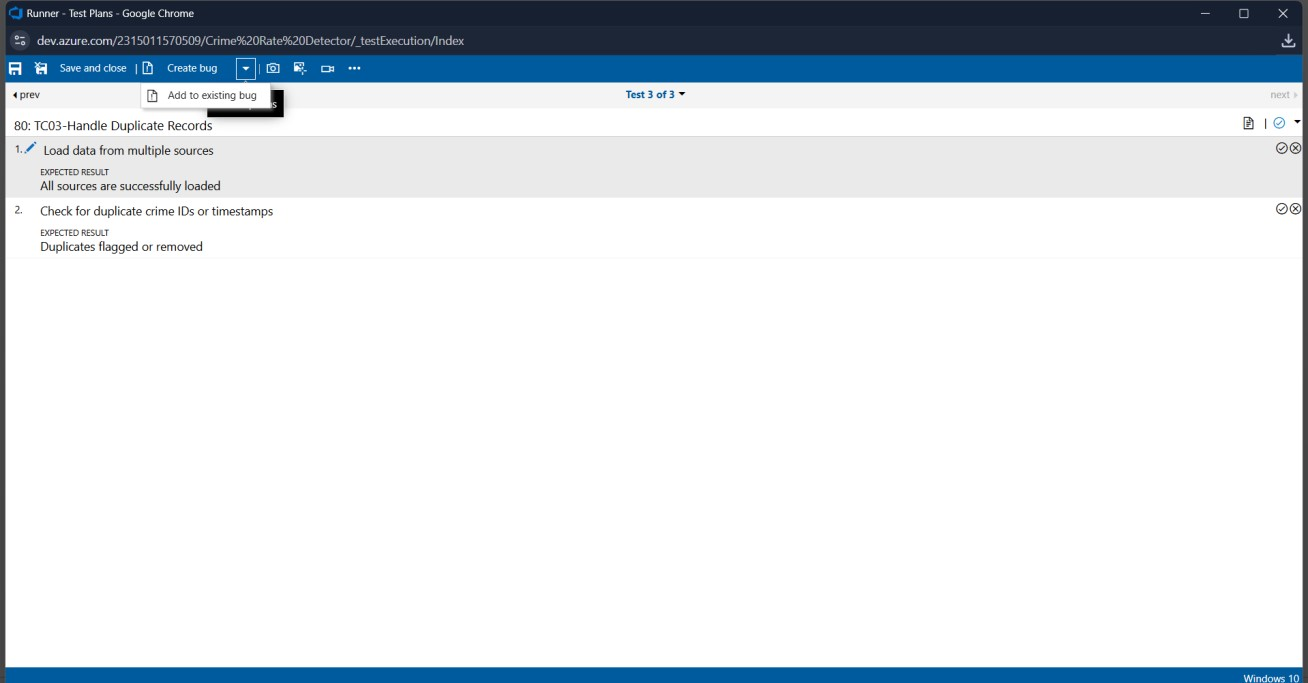 Runner - Test Plans - Google Chrome
dev.azure.com/2315011570509/Crime%20Rate%20Detector/_testExecution/Index
Save and close | Create bug | •••
prev Test 3 of 3 next
Add to existing bug
80: TC03-Handle Duplicate Records
1. Load data from multiple sources
EXPECTED RESULT
All sources are successfully loaded
2. Check for duplicate crime IDs or timestamps
EXPECTED RESULT
Duplicates flagged or removed
Windows 10